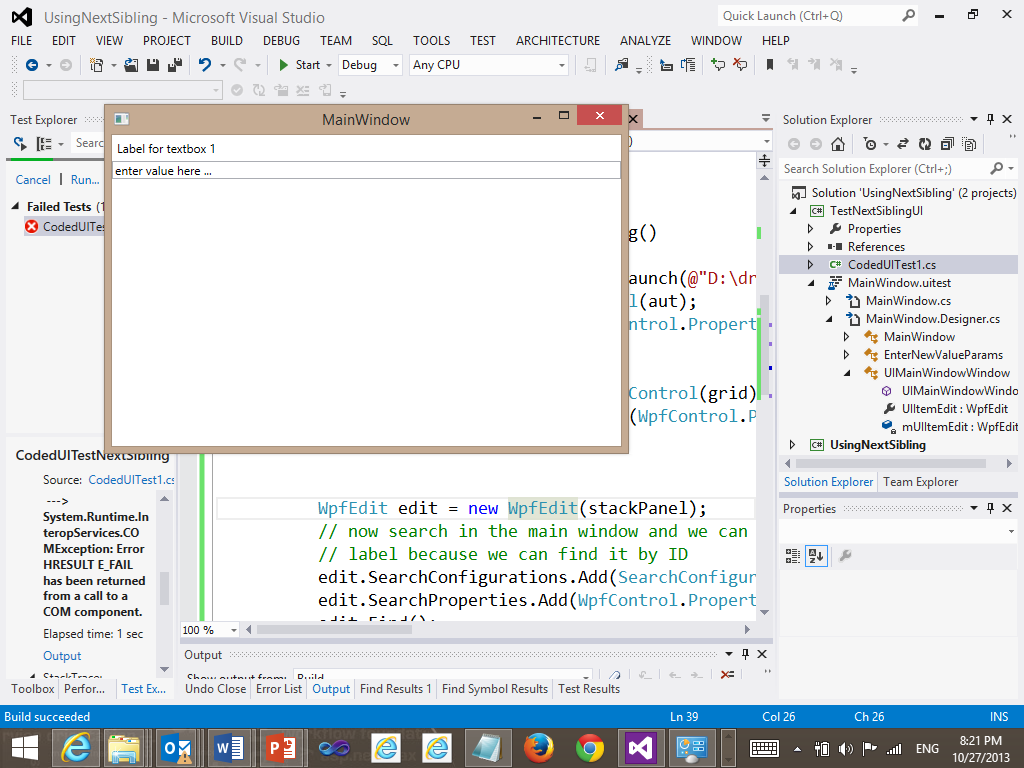 UsingNextSibling - Microsoft Visual Studio
Quick Launch (Ctrl+Q)
FILE EDIT VIEW PROJECT BUILD DEBUG TEAM SQL TOOLS TEST ARCHITECTURE ANALYZE WINDOW HELP
Start Debug Any CPU
Test Explorer
Cancel | Run...
Failed Tests (1
CodedUITes
MainWindow
Label for textbox 1
enter value here ...
)
g()
aunch(@"D:\dr
l(aut);
ntrol.Propert
Control(grid)
(WpfControl.P
WpfEdit edit = new WpfEdit(stackPanel);
// now search in the main window and we can
// label because we can find it by ID
edit.SearchConfigurations.Add(SearchConfigur
edit.SearchProperties.Add(WpfControl.Propert
edit.Find();
100 %
CodedUITestNextSibling
Source: CodedUITest1.cs
--->
System.Runtime.In
teropServices.CO
MException: Error
HRESULT E_FAIL
has been returned
from a call to a
COM component.
Elapsed time: 1 sec
Output
StackTrace:
Toolbox Perfor... Test Ex...
Output
Show output from: Build
Undo Close Error List Output Find Results 1 Find Symbol Results Test Results
Solution Explorer
Search Solution Explorer (Ctrl+;)
Solution 'UsingNextSibling' (2 projects)
TestNextSiblingUI
Properties
References
CodedUITest1.cs
MainWindow.uitest
MainWindow.cs
MainWindow.Designer.cs
MainWindow
EnterNewValueParams
UIMainWindowWindow
UIMainWindowWindo
UIItemEdit : WpfEdit
mUIItemEdit : WpfEdit
UsingNextSibling
Solution Explorer Team Explorer
Properties
Build succeeded Ln 39 Col 26 Ch 26 INS
ENG 8:21 PM
10/27/2013